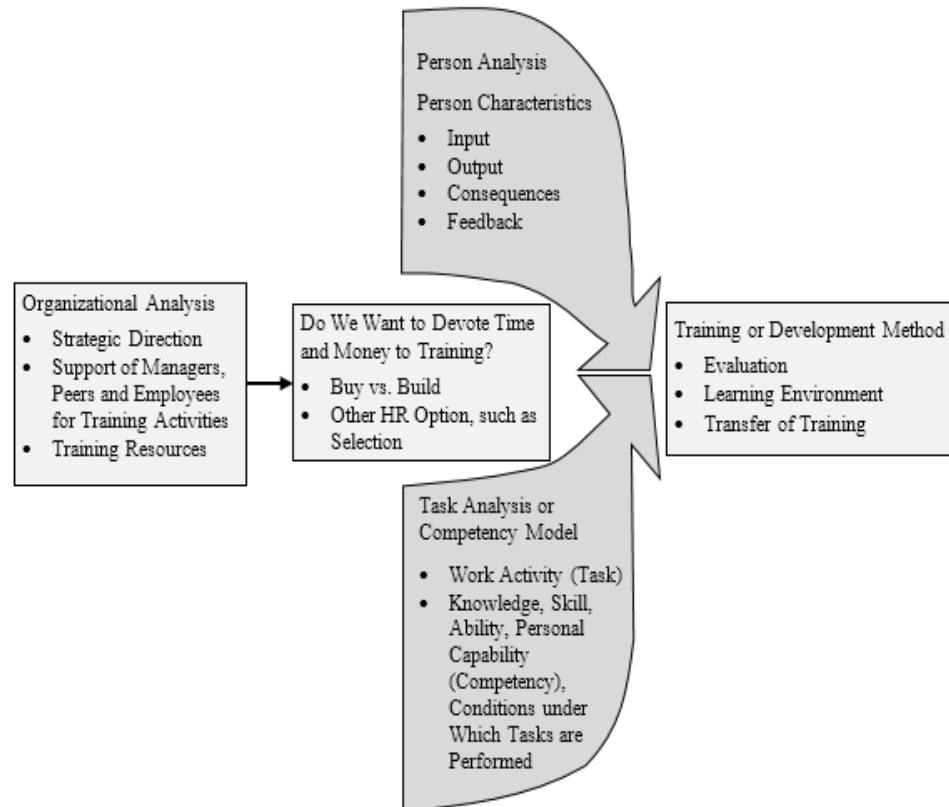 Person Analysis
Person Characteristics
• Input
• Output
• Consequences
• Feedback
Organizational Analysis
• Strategic Direction
• Support of Managers,
Peers and Employees
for Training Activities
• Training Resources
Do We Want to Devote Time
and Money to Training?
• Buy vs. Build
• Other HR Option, such as
Selection
Training or Development Method
• Evaluation
• Learning Environment
• Transfer of Training
Task Analysis or
Competency Model
• Work Activity (Task)
• Knowledge, Skill,
Ability, Personal
Capability
(Competency),
Conditions under
Which Tasks are
Performed